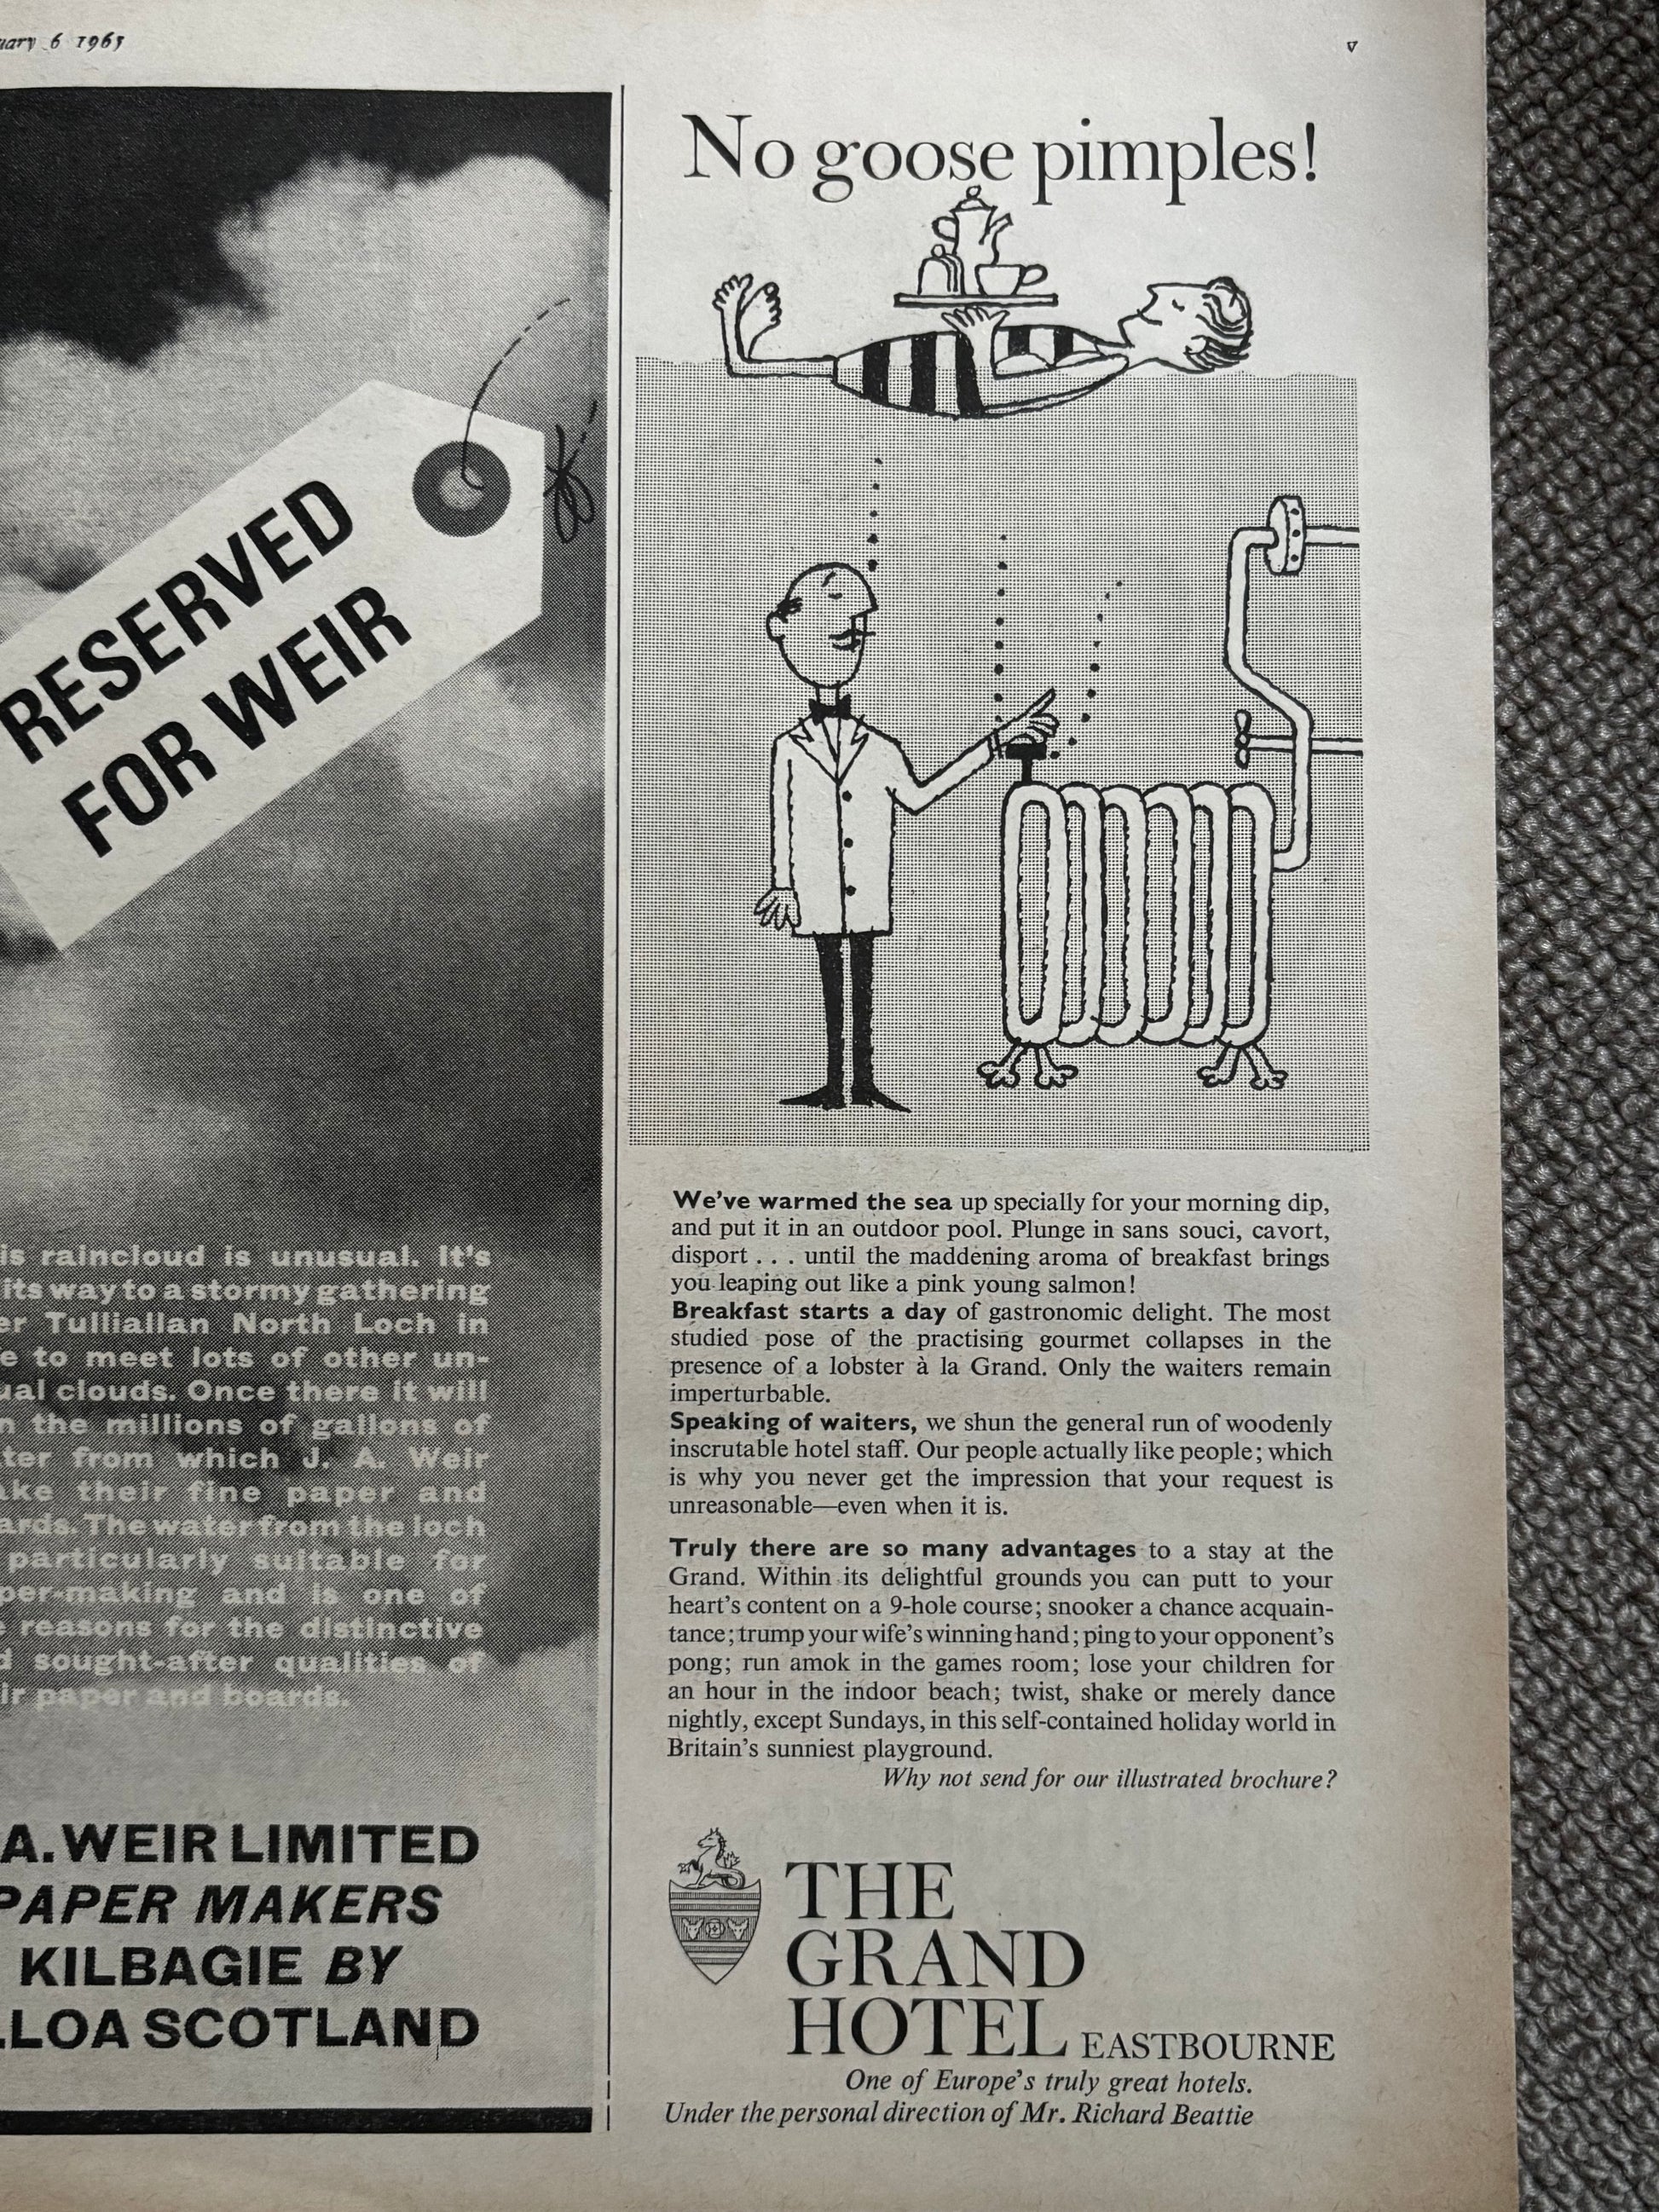 6 1965
v
RESERVED
FOR WEIR
is raincloud is unusual. It's
its way to a stormy gathering
Tulliallan North Loch in
to meet lots of other un-
clouds. Once there it will
the millions of gallons of
from which J. A. Weir
their fine paper and
The water from the loch
particularly suitable for
making and is one of
reasons for the distinctive
sought-after qualities of
paper and boards.
A. WEIR LIMITED
PAPER MAKERS
KILBAGIE BY
LLOA SCOTLAND
No goose pimples!
We've warmed the sea up specially for your morning dip,
and put it in an outdoor pool. Plunge in sans souci, cavort,
disport . . . until the maddening aroma of breakfast brings
you leaping out like a pink young salmon!
Breakfast starts a day of gastronomic delight. The most
studied pose of the practising gourmet collapses in the
presence of a lobster à la Grand. Only the waiters remain
imperturbable.
Speaking of waiters, we shun the general run of woodenly
inscrutable hotel staff. Our people actually like people; which
is why you never get the impression that your request is
unreasonable—even when it is.
Truly there are so many advantages to a stay at the
Grand. Within its delightful grounds you can putt to your
heart's content on a 9-hole course; snooker a chance acquain-
tance; trump your wife's winning hand; ping to your opponent's
pong; run amok in the games room; lose your children for
an hour in the indoor beach; twist, shake or merely dance
nightly, except Sundays, in this self-contained holiday world in
Britain's sunniest playground.
Why not send for our illustrated brochure?
THE
GRAND
HOTEL EASTBOURNE
One of Europe's truly great hotels.
Under the personal direction of Mr. Richard Beattie